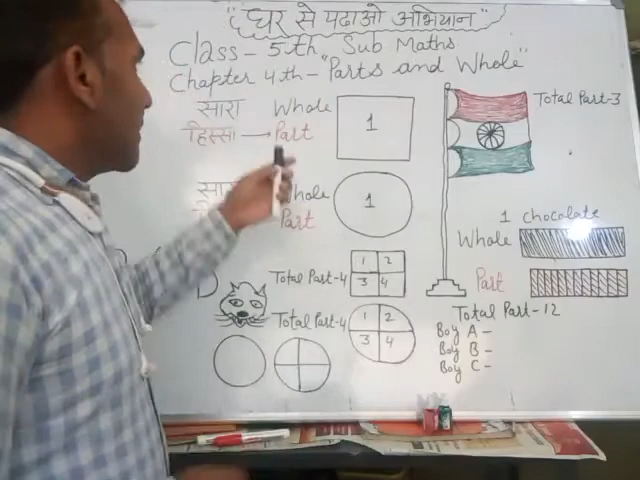 "घर से पढाओ अभियान"
Class - 5th Sub Maths
Chapter 4th - "Parts and Whole"
सारा Whole
हिस्सा → Part
1
सारा Whole
Part
1
Total Part-4
1 2
3 4
Total Part-4
1 2
3 4
Total Part-3
1 chocolate
Whole
Part
Total Part-12
Boy A -
Boy B -
Boy C -